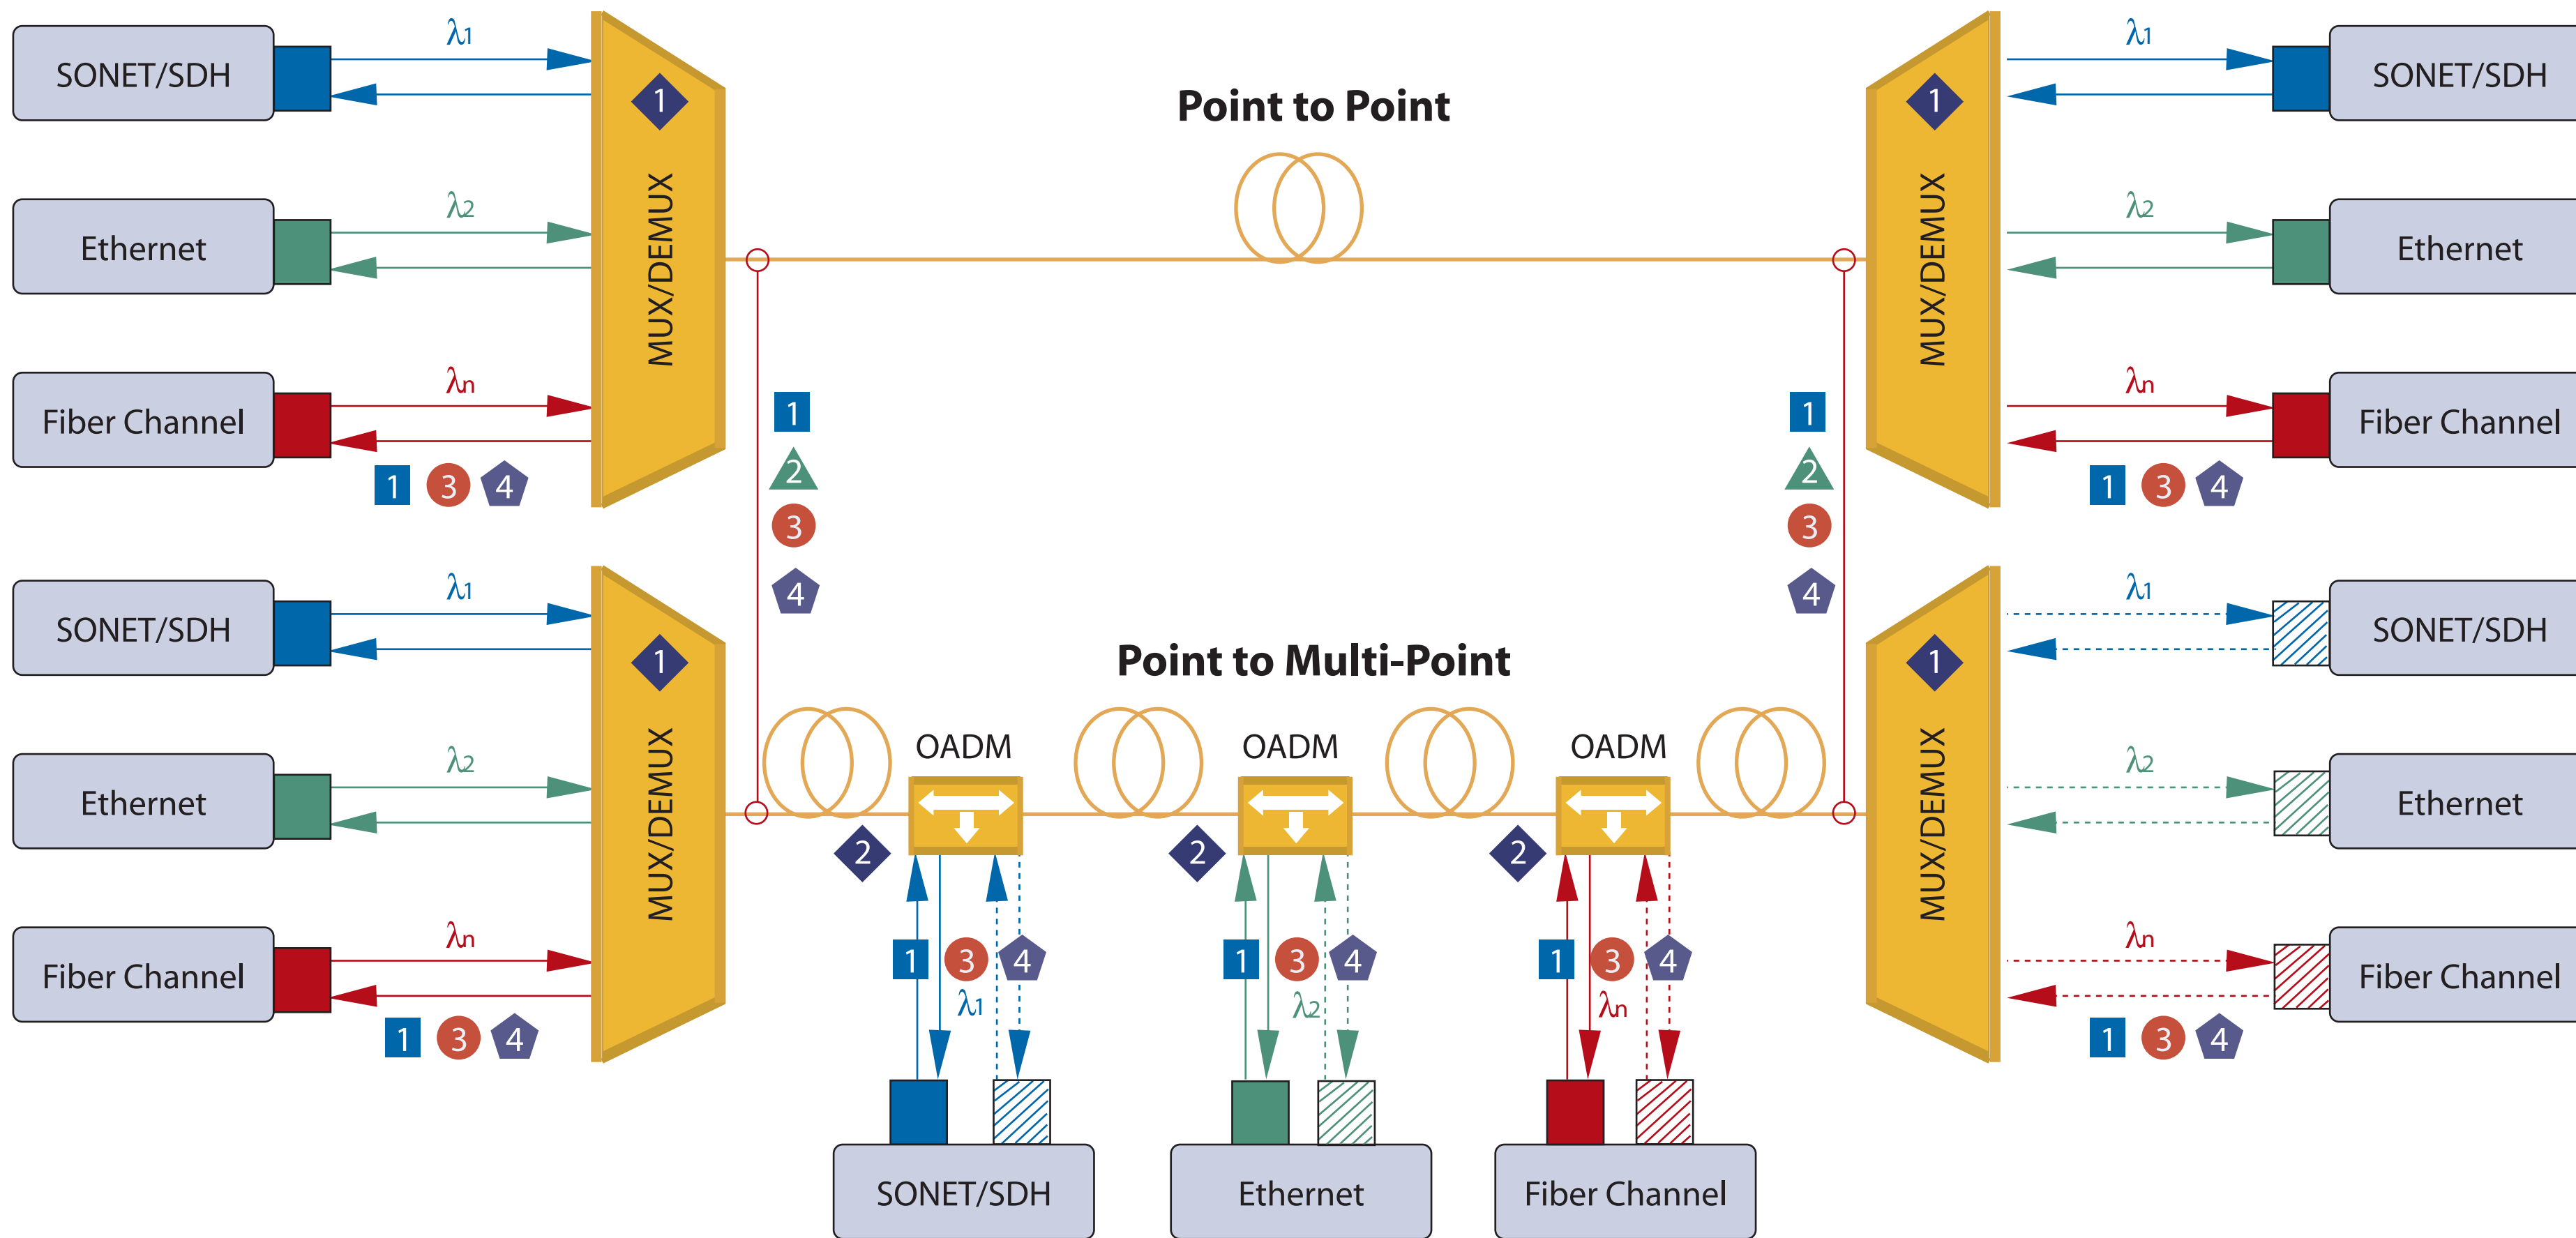 SONET/SDH
λ1
1
MUX/DEMUX
Ethernet
λ2
Fiber Channel
λn
1 3 4
Point to Point
1
2
3
4
1
2
3
4
1
MUX/DEMUX
λ1
SONET/SDH
λ2
Ethernet
λn
Fiber Channel
1 3 4
SONET/SDH
λ1
1
MUX/DEMUX
Ethernet
λ2
Fiber Channel
λn
1 3 4
Point to Multi-Point
OADM
OADM
OADM
2
2
2
1 3 4
λ1
1 3 4
λ2
1 3 4
λn
SONET/SDH
Ethernet
Fiber Channel
1
MUX/DEMUX
λ1
SONET/SDH
λ2
Ethernet
λn
Fiber Channel
1 3 4